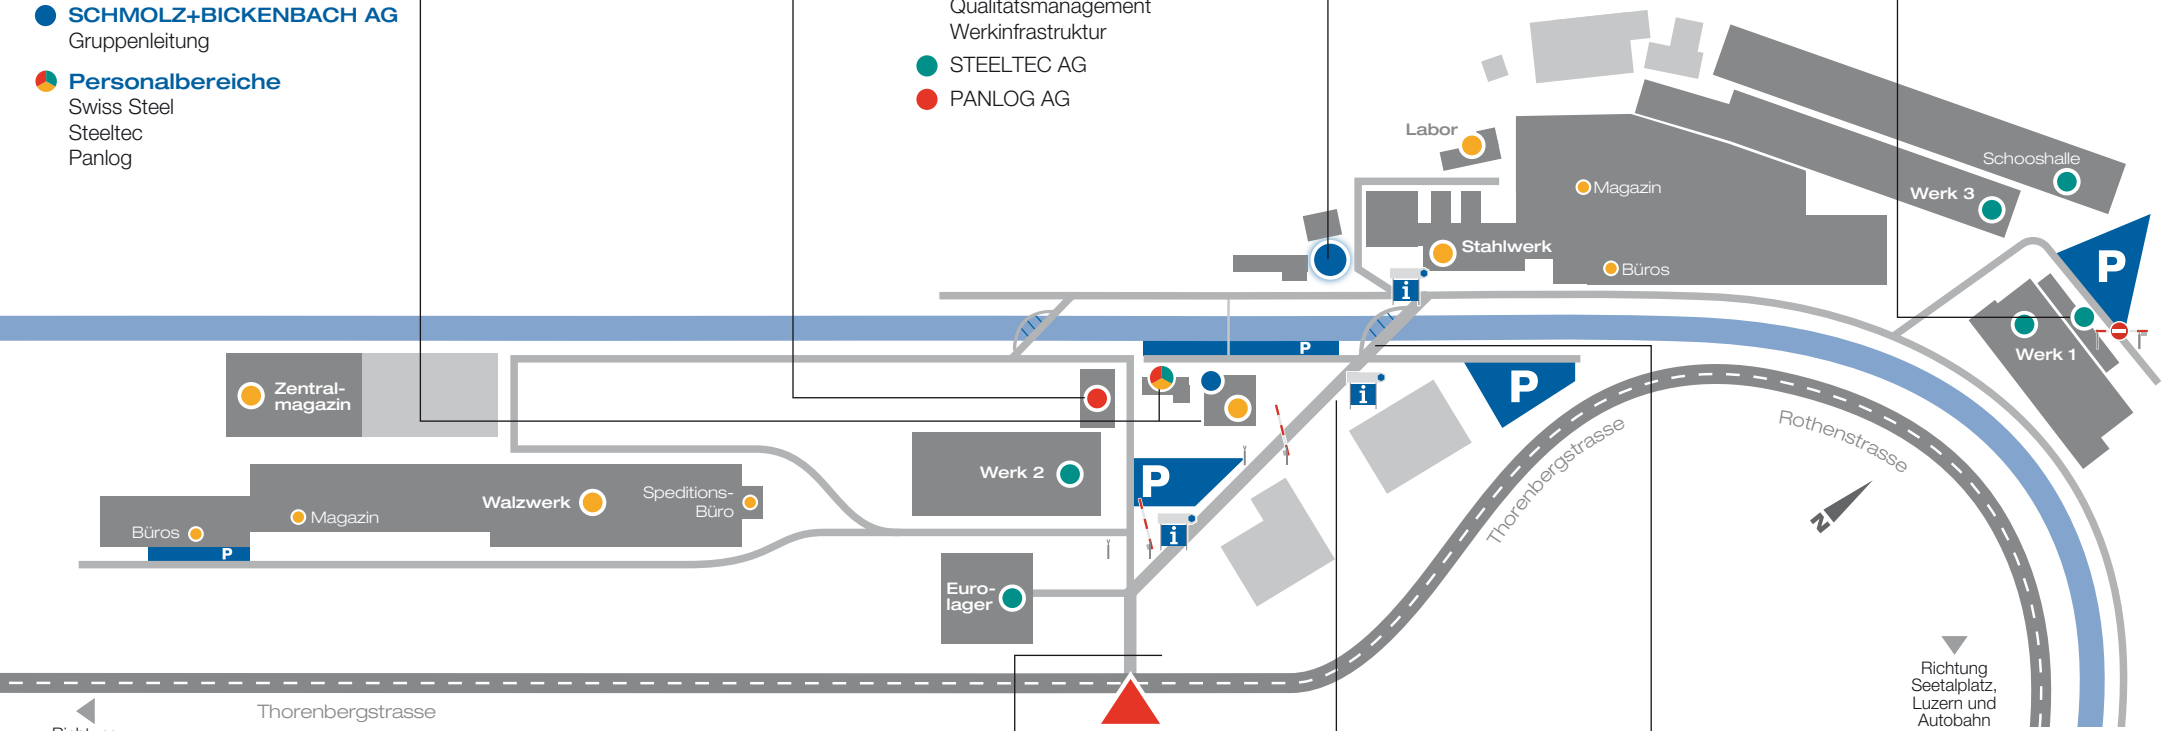 SCHMOLZ+BICKENBACH AG
Gruppenleitung
Personalbereiche
Swiss Steel
Steeltec
Panlog
Qualitätsmanagement
Werkinfrastruktur
STEELTEC AG
PANLOG AG
Labor
Magazin
Stahlwerk
Büros
Schooshalle
Werk 3
P
Werk 1
i
P
i
P
Zentral-
magazin
Werk 2
P
i
Walzwerk
Speditions-
Büro
Magazin
Büros
P
Euro-
lager
Thorenbergstrasse
Rothenstrasse
N
Thorenbergstrasse
Richtung
Seetalplatz,
Luzern und
Autobahn